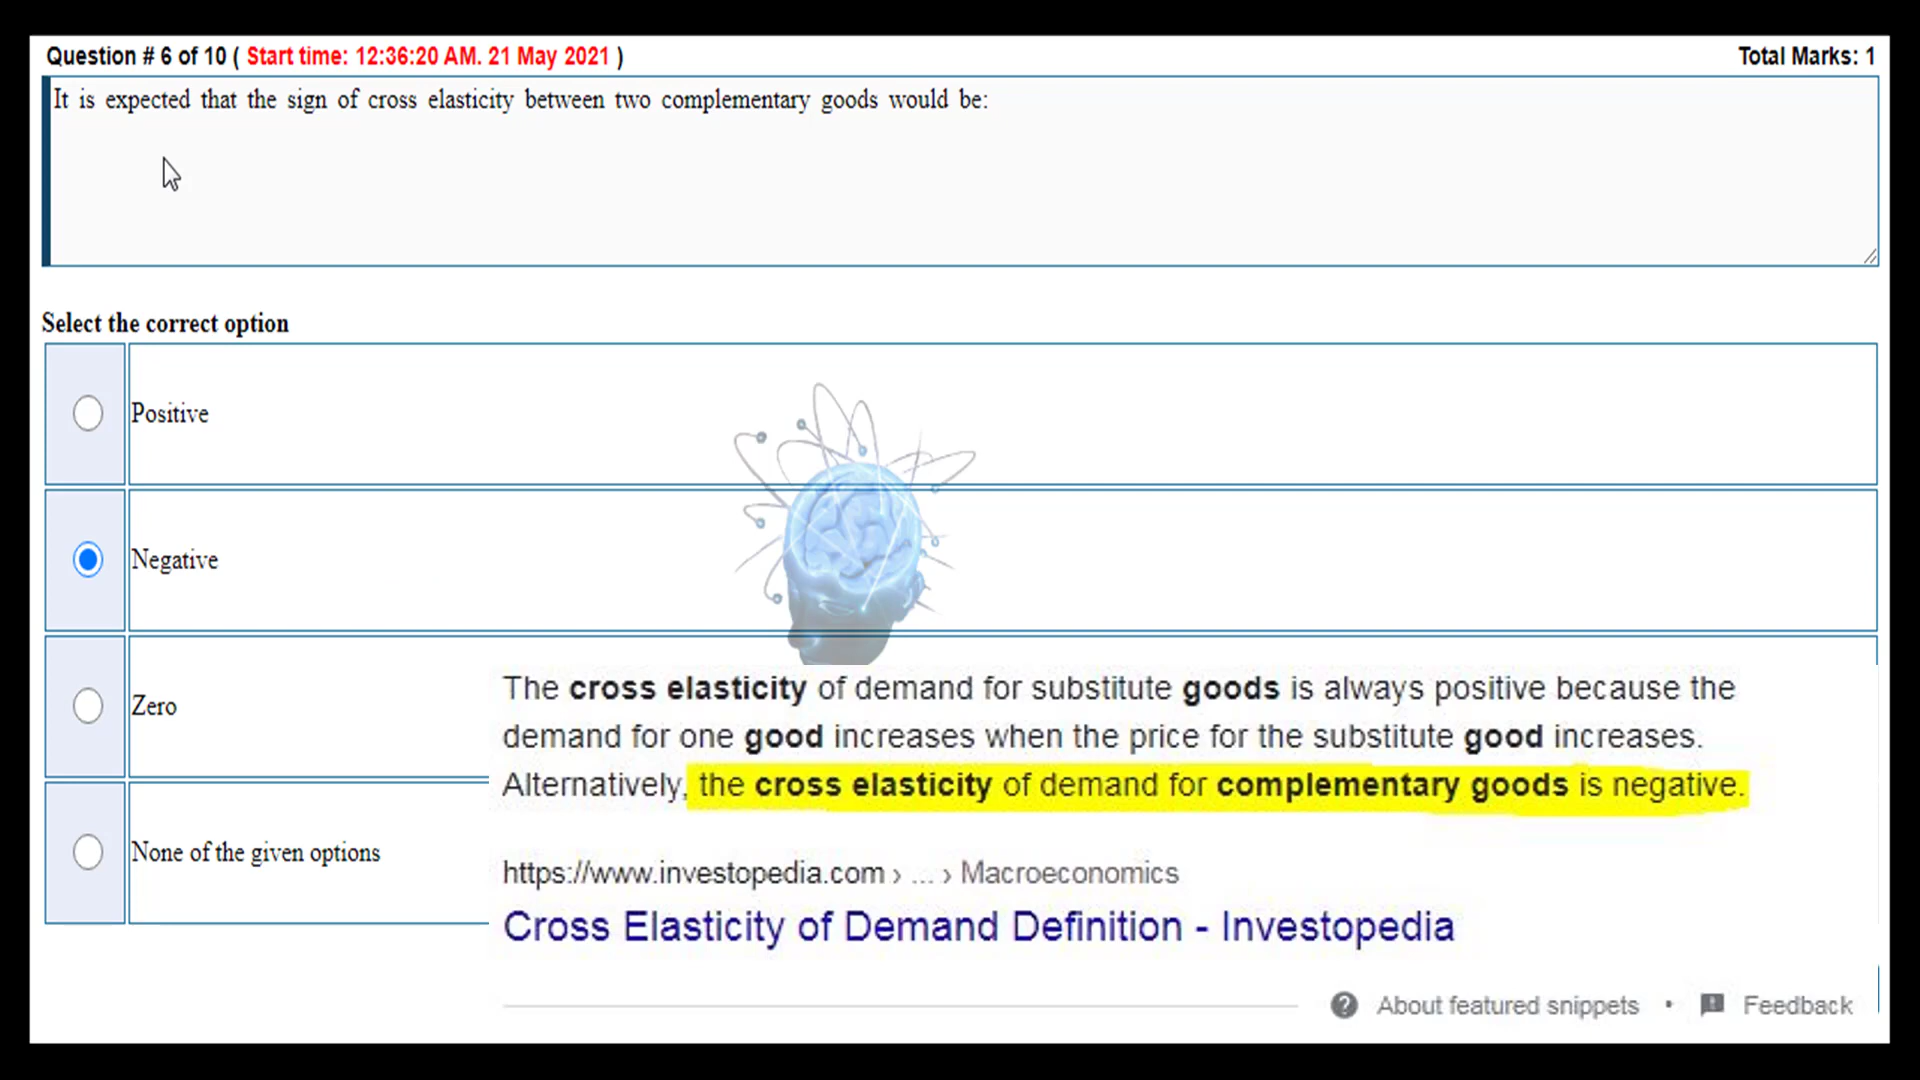 Question # 6 of 10 ( Start time: 12:36:20 AM. 21 May 2021 )
Total Marks: 1
It is expected that the sign of cross elasticity between two complementary goods would be:
Select the correct option
Positive
Negative
Zero
None of the given options
The cross elasticity of demand for substitute goods is always positive because the
demand for one good increases when the price for the substitute good increases.
Alternatively, the cross elasticity of demand for complementary goods is negative.
https://www.investopedia.com › ... › Macroeconomics
Cross Elasticity of Demand Definition - Investopedia
About featured snippets • Feedback